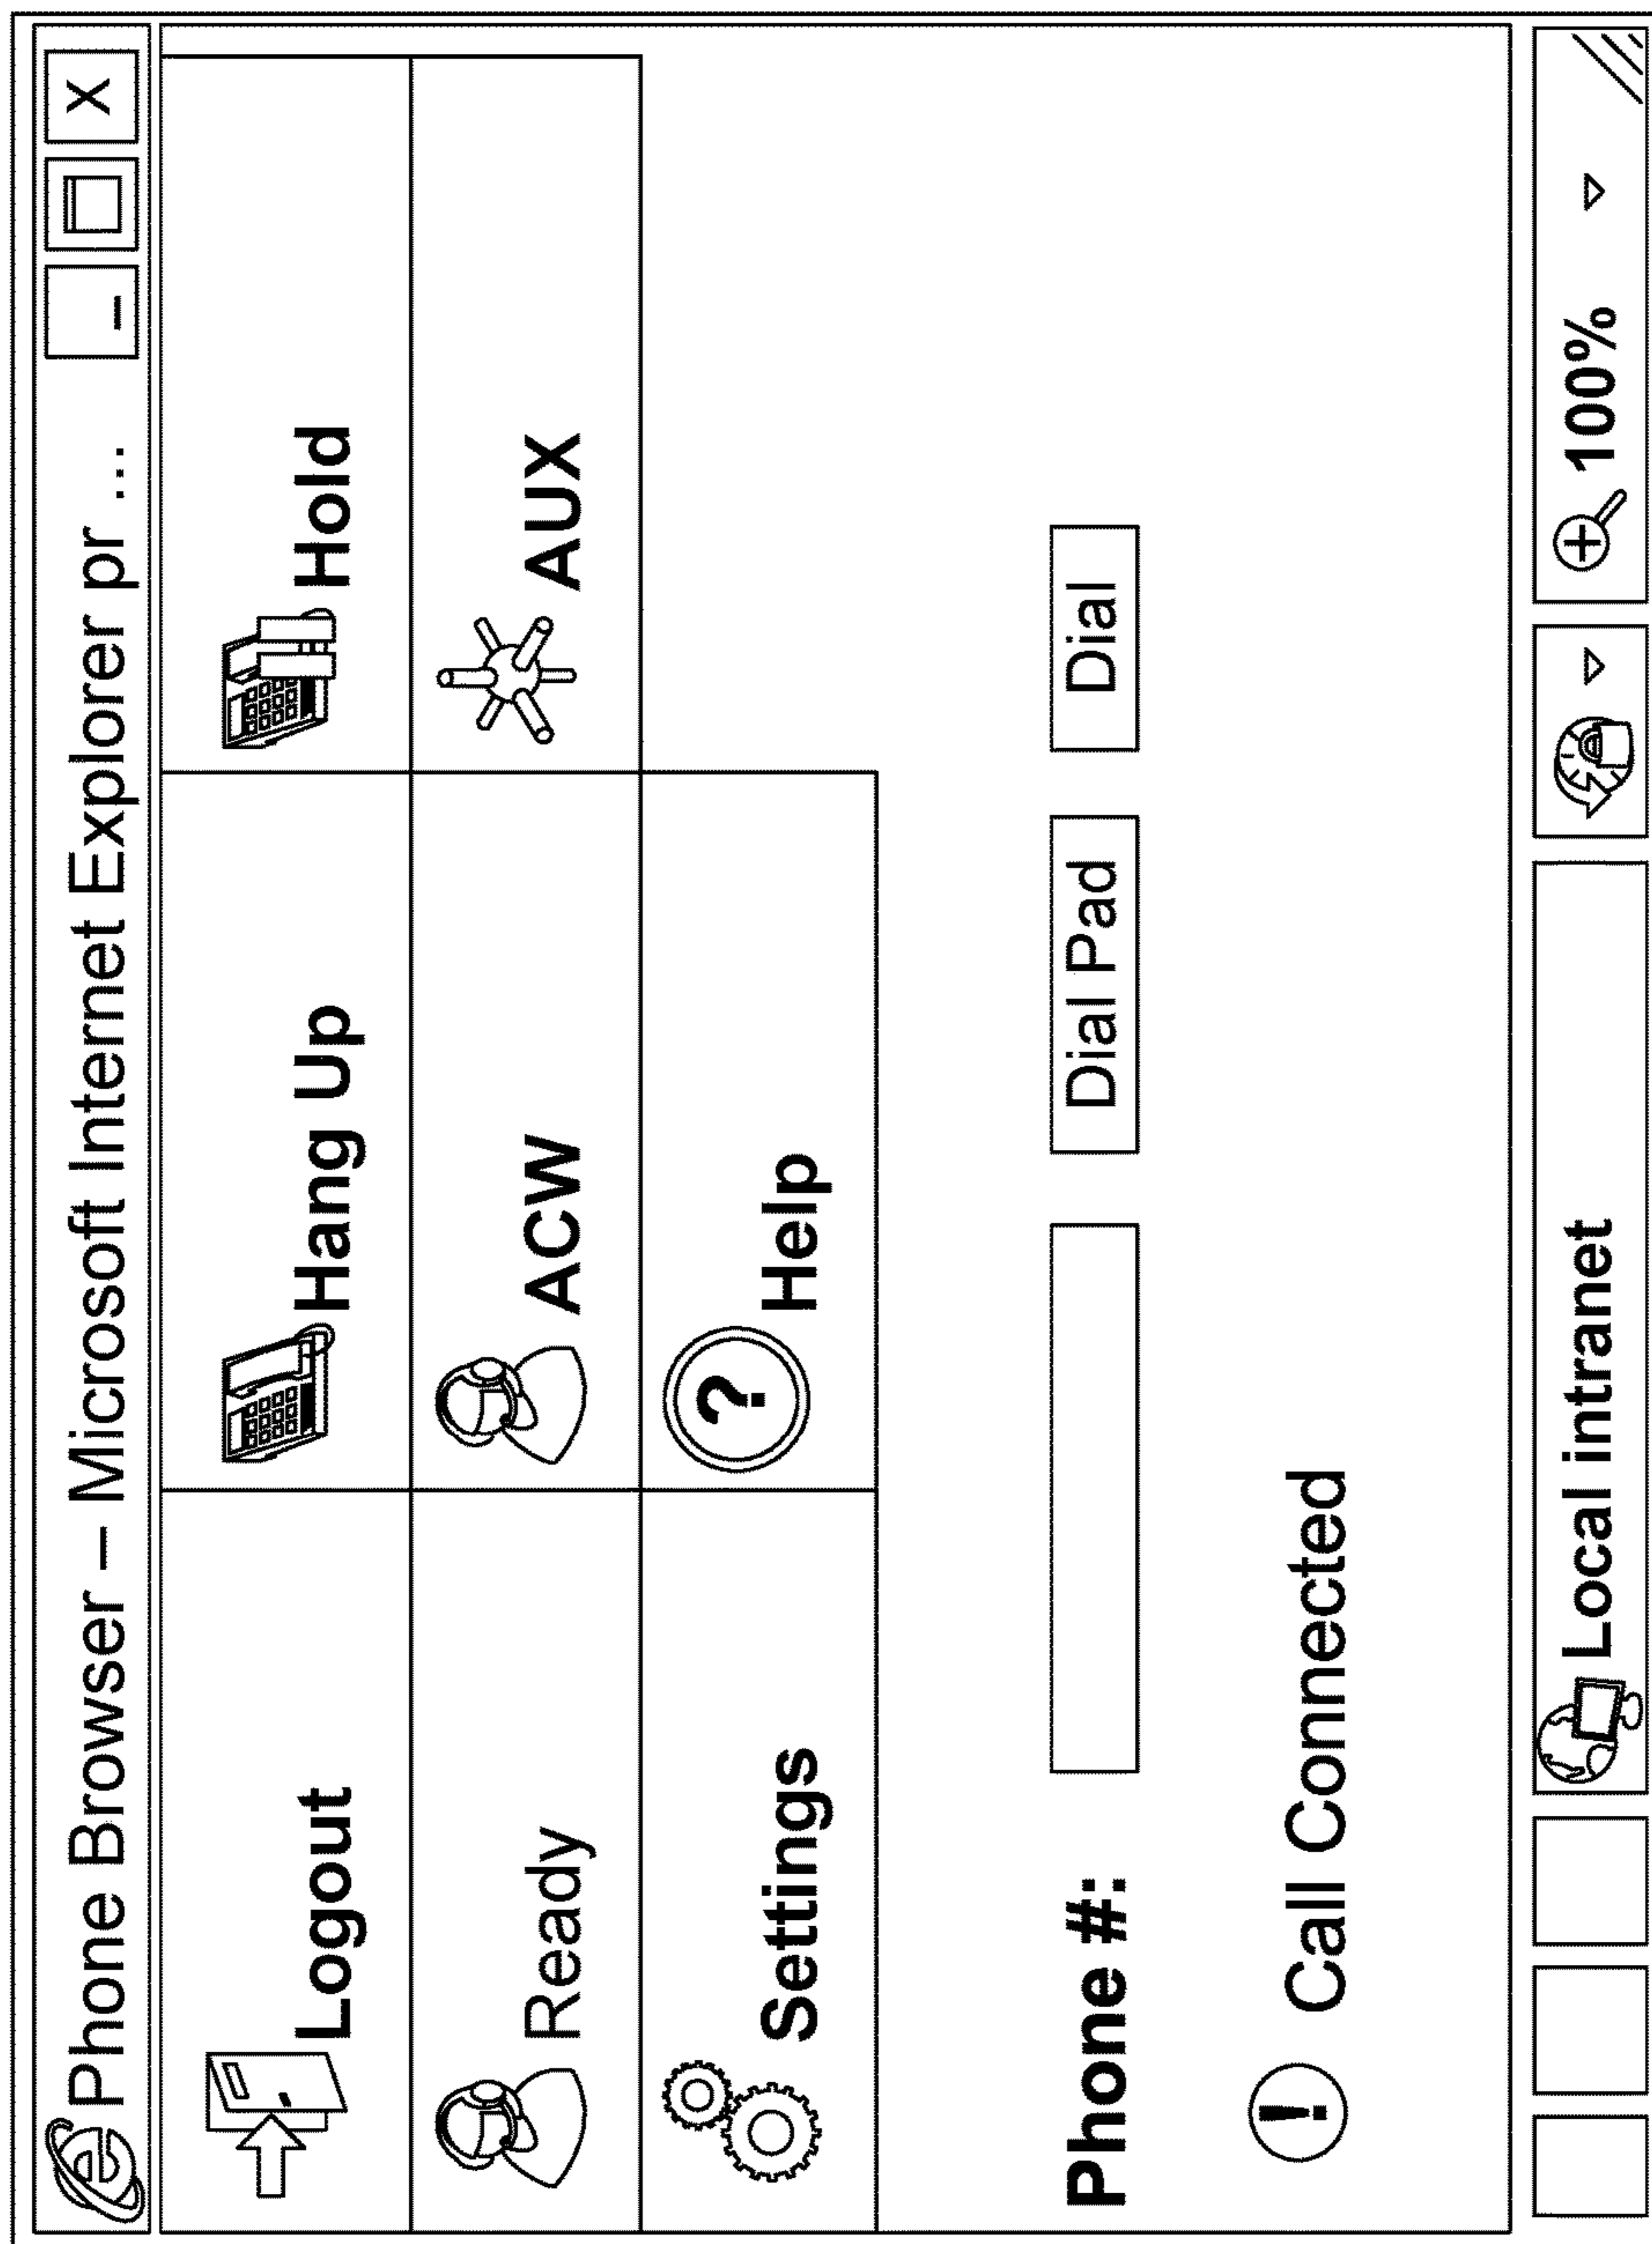 Phone Browser – Microsoft Internet Explorer pr ... – X
Logout Hang Up Hold
Ready ACW AUX
Settings ? Help
Phone #: Dial Pad Dial
! Call Connected
Local intranet 100%